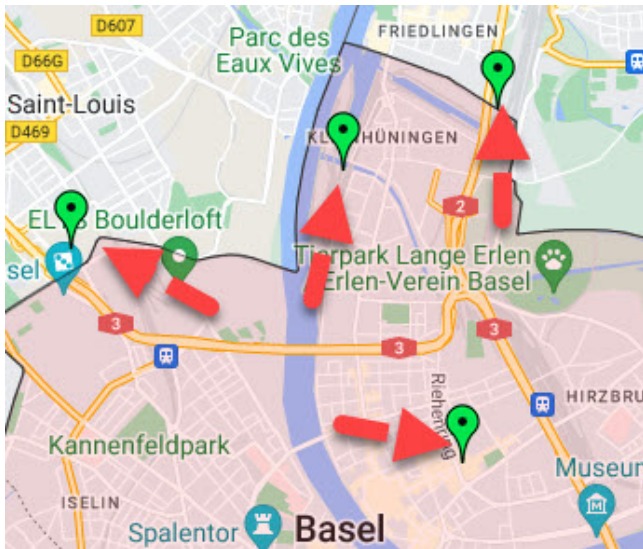 D607
FRIEDLINGEN
Parc des
Eaux Vives
D66G
Saint-Louis
D469
HÜNINGEN
2
Boulderloft
Tierpark Lange Erlen
Erlen-Verein Basel
sel
3
3
3
Riehenring
HIRZBRU
Kannenfeldpark
Museum
ISELIN
Spalentor
Basel